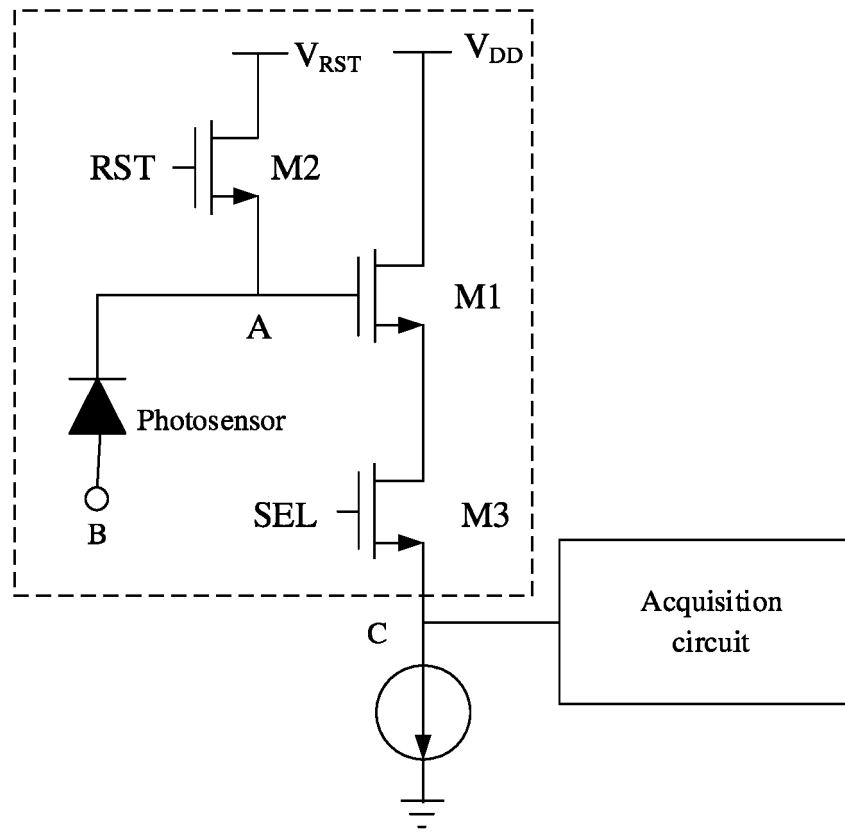 V_RST
V_DD
RST
M2
M1
A
Photosensor
B
SEL
M3
C
Acquisition
circuit